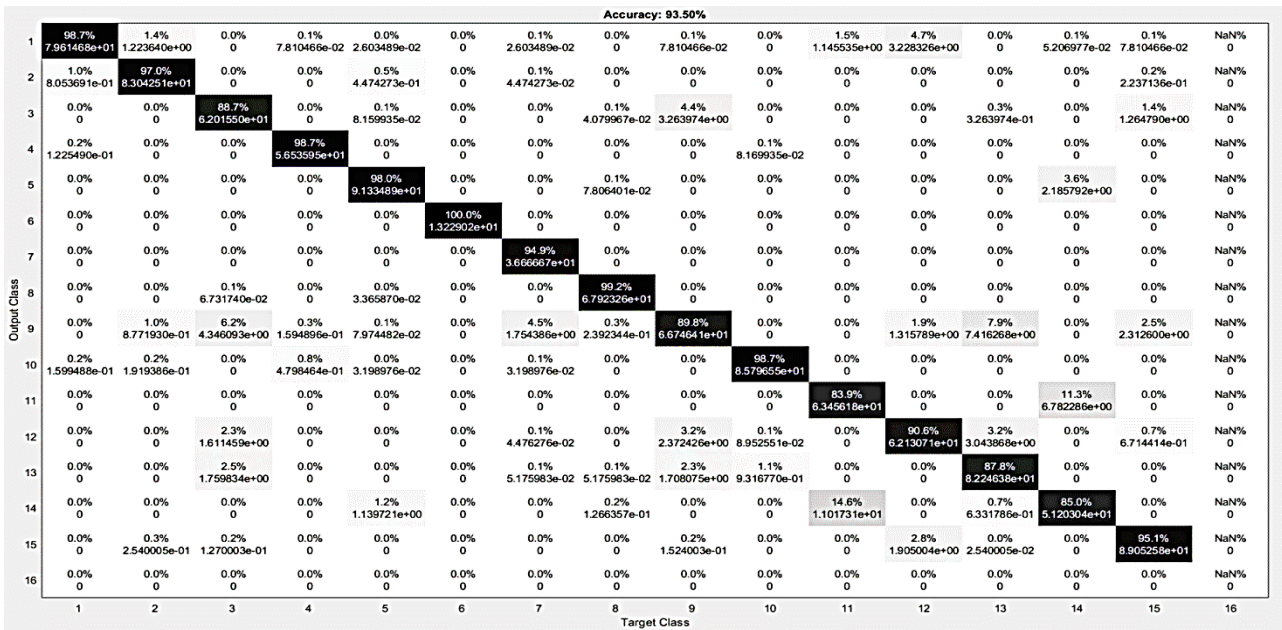 Accuracy: 93.50%
1 98.7% 1.4% 0.0% 0.1% 0.0% 0.0% 0.1% 0.0% 0.1% 0.0% 1.5% 4.7% 0.0% 0.1% 0.1% NaN%
7.961468e+01 1.223640e+00 0 7.810466e-02 2.603489e-02 0 2.603489e-02 0 7.810466e-02 0 1.145535e+00 3.228326e+00 0 5.206977e-02 7.810466e-02 0
2 1.0% 97.0% 0.0% 0.0% 0.5% 0.0% 0.1% 0.0% 0.0% 0.0% 0.0% 0.0% 0.0% 0.0% 0.2% NaN%
8.053691e-01 8.304251e+01 0 0 4.474273e-01 0 4.474273e-02 0 0 0 0 0 0 0 2.237136e-01 0
3 0.0% 0.0% 88.7% 0.0% 0.1% 0.0% 0.0% 0.1% 4.4% 0.0% 0.0% 0.0% 0.3% 0.0% 1.4% NaN%
0 0 6.201550e+01 0 8.159935e-02 0 0 4.079967e-02 3.263974e+00 0 0 0 3.263974e-01 0 1.264790e+00 0
4 0.2% 0.0% 0.0% 98.7% 0.0% 0.0% 0.0% 0.0% 0.0% 0.1% 0.0% 0.0% 0.0% 0.0% 0.0% NaN%
1.225490e-01 0 0 5.653595e+01 0 0 0 0 0 8.169935e-02 0 0 0 0 0 0
5 0.0% 0.0% 0.0% 0.0% 98.0% 0.0% 0.0% 0.1% 0.0% 0.0% 0.0% 0.0% 0.0% 3.6% 0.0% NaN%
0 0 0 0 9.133489e+01 0 0 7.806401e-02 0 0 0 0 0 2.185792e+00 0 0
6 0.0% 0.0% 0.0% 0.0% 0.0% 100.0% 0.0% 0.0% 0.0% 0.0% 0.0% 0.0% 0.0% 0.0% 0.0% NaN%
0 0 0 0 0 1.322902e+01 0 0 0 0 0 0 0 0 0 0
7 0.0% 0.0% 0.0% 0.0% 0.0% 0.0% 94.9% 0.0% 0.0% 0.0% 0.0% 0.0% 0.0% 0.0% 0.0% NaN%
0 0 0 0 0 0 3.666667e+01 0 0 0 0 0 0 0 0 0
8 0.0% 0.0% 0.1% 0.0% 0.0% 0.0% 0.0% 99.2% 0.0% 0.0% 0.0% 0.0% 0.0% 0.0% 0.0% NaN%
0 0 6.731740e-02 0 3.365870e-02 0 0 6.792326e+01 0 0 0 0 0 0 0 0
9 0.0% 1.0% 6.2% 0.3% 0.1% 0.0% 4.5% 0.3% 89.8% 0.0% 0.0% 1.9% 7.9% 0.0% 2.5% NaN%
0 8.771930e-01 4.346093e+00 1.594896e-01 7.974482e-02 0 1.754386e+00 2.392344e-01 6.674641e+01 0 0 1.315789e+00 7.416268e+00 0 2.312600e+00 0
10 0.2% 0.2% 0.0% 0.8% 0.0% 0.0% 0.1% 0.0% 0.0% 98.7% 0.0% 0.0% 0.0% 0.0% 0.0% NaN%
1.599488e-01 1.919386e-01 0 4.798464e-01 3.198976e-02 0 3.198976e-02 0 0 8.579655e+01 0 0 0 0 0 0
11 0.0% 0.0% 0.0% 0.0% 0.0% 0.0% 0.0% 0.0% 0.0% 0.0% 83.9% 0.0% 0.0% 11.3% 0.0% NaN%
0 0 0 0 0 0 0 0 0 0 6.345618e+01 0 0 6.782286e+00 0 0
12 0.0% 0.0% 2.3% 0.0% 0.0% 0.0% 0.1% 0.0% 3.2% 0.1% 0.0% 90.6% 3.2% 0.0% 0.7% NaN%
0 0 1.611459e+00 0 0 0 4.476276e-02 0 2.372426e+00 8.952551e-02 0 6.213071e+01 3.043868e+00 0 6.714414e-01 0
13 0.0% 0.0% 2.5% 0.0% 0.0% 0.0% 0.1% 0.1% 2.3% 1.1% 0.0% 0.0% 87.8% 0.0% 0.0% NaN%
0 0 1.759834e+00 0 0 0 5.175983e-02 5.175983e-02 1.708075e+00 9.316770e-01 0 0 8.224638e+01 0 0 0
14 0.0% 0.0% 0.0% 0.0% 1.2% 0.0% 0.0% 0.2% 0.0% 0.0% 14.6% 0.0% 0.7% 85.0% 0.0% NaN%
0 0 0 0 1.139721e+00 0 0 1.266357e-01 0 0 1.101731e+01 0 6.331786e-01 5.120304e+01 0 0
15 0.0% 0.3% 0.2% 0.0% 0.0% 0.0% 0.0% 0.0% 0.2% 0.0% 0.0% 2.8% 0.0% 0.0% 95.1% NaN%
0 2.540005e-01 1.270003e-01 0 0 0 0 0 1.524003e-01 0 0 1.905004e+00 2.540005e-02 0 8.905258e+01 0
16 0.0% 0.0% 0.0% 0.0% 0.0% 0.0% 0.0% 0.0% 0.0% 0.0% 0.0% 0.0% 0.0% 0.0% 0.0% NaN%
0 0 0 0 0 0 0 0 0 0 0 0 0 0 0 0
1 2 3 4 5 6 7 8 9 10 11 12 13 14 15 16
Target Class
Output Class